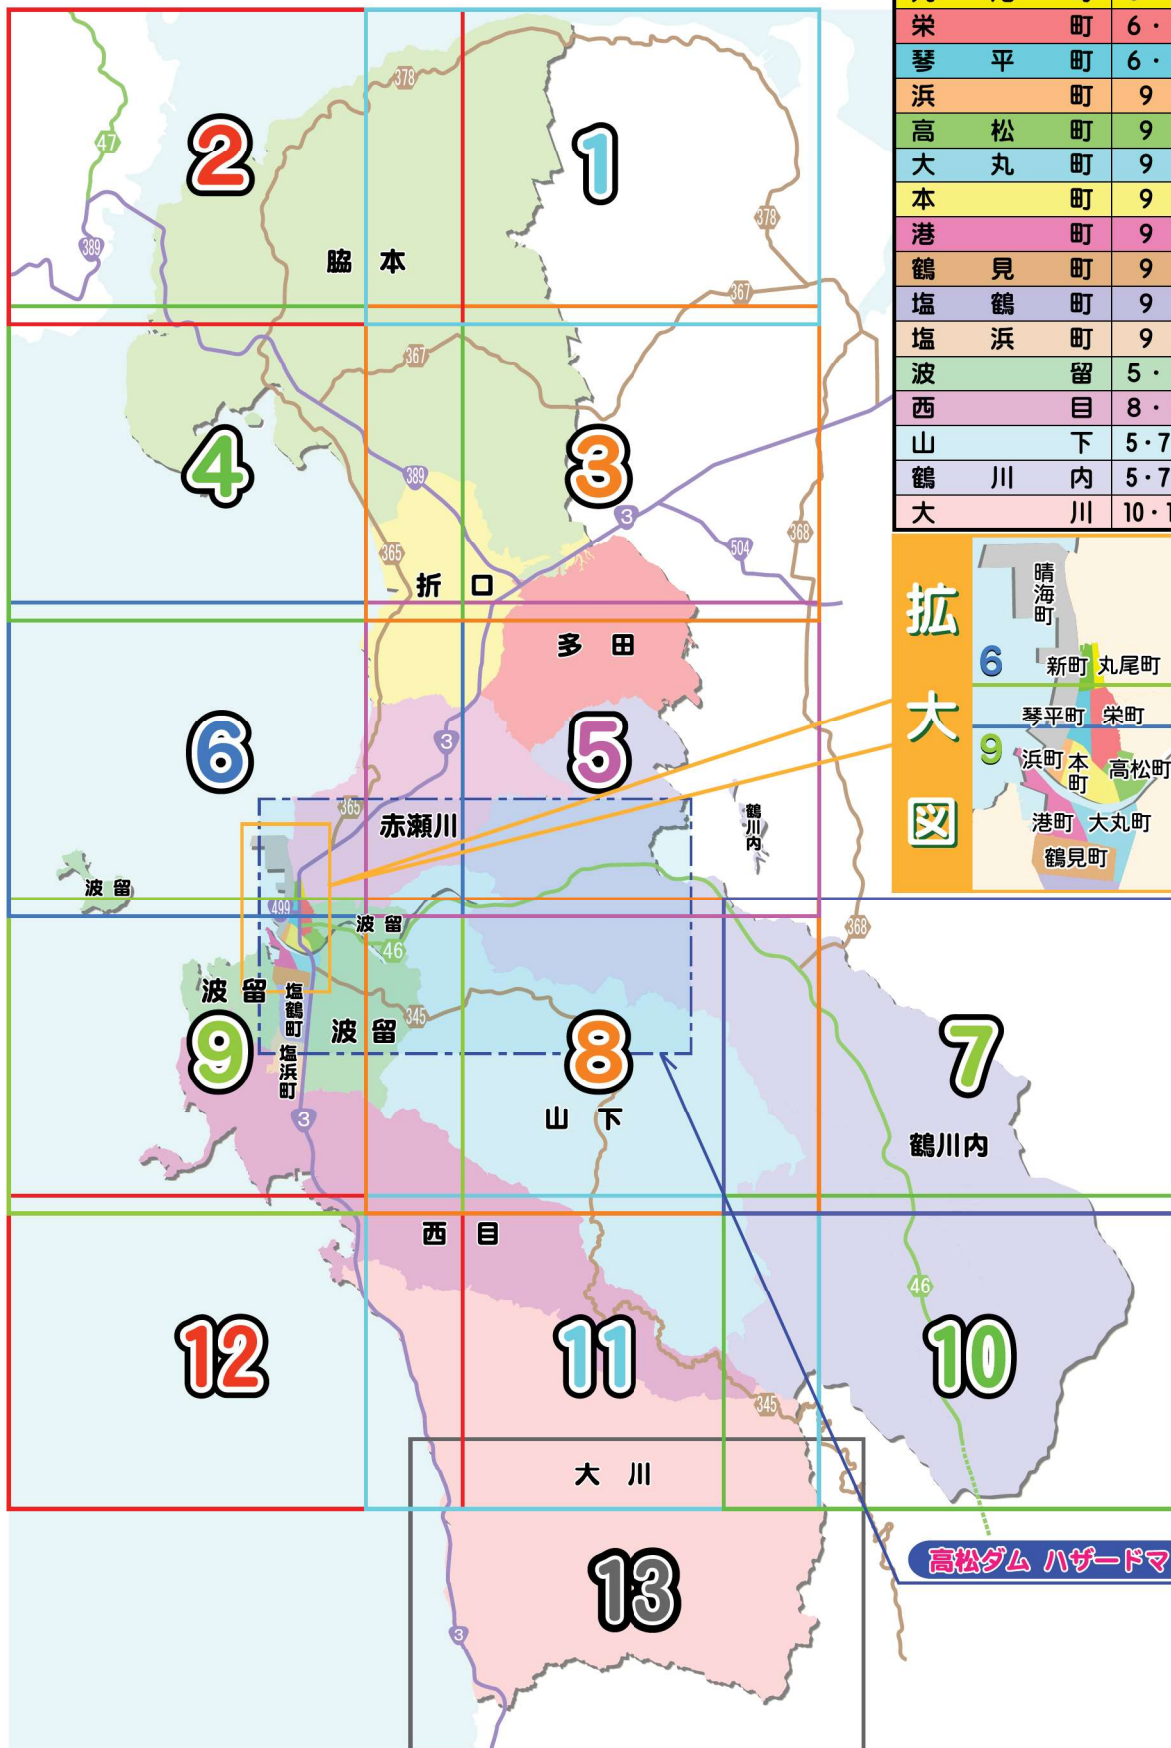 栄町 6・
琴平町 6・
浜町 9
高松町 9
大丸町 9
本町 9
港町 9
鶴見町 9
塩鶴町 9
塩浜町 9
波留 5・
西目 8・
山下 5・7
鶴川内 5・7
大川 10・1
拡大図
晴海町
6
新町 丸尾町
琴平町 栄町
9
浜町 本町 高松町
港町 大丸町
鶴見町
378
47
2
1
378
389
脇本
367
367
4
3
389
3
368
365
504
折口
多田
6
5
3
365
赤瀬川
鶴川内
波留
499
波留
46
368
波留
塩鶴町
波留
345
9
8
7
塩浜町
3
山下
鶴川内
西目
46
12
11
10
345
大川
13
高松ダム ハザードマ
3